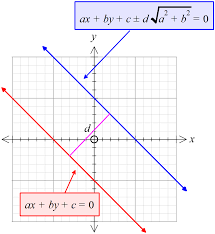 ax + by + c ± d√a² + b² = 0
y
d
x
ax + by + c = 0